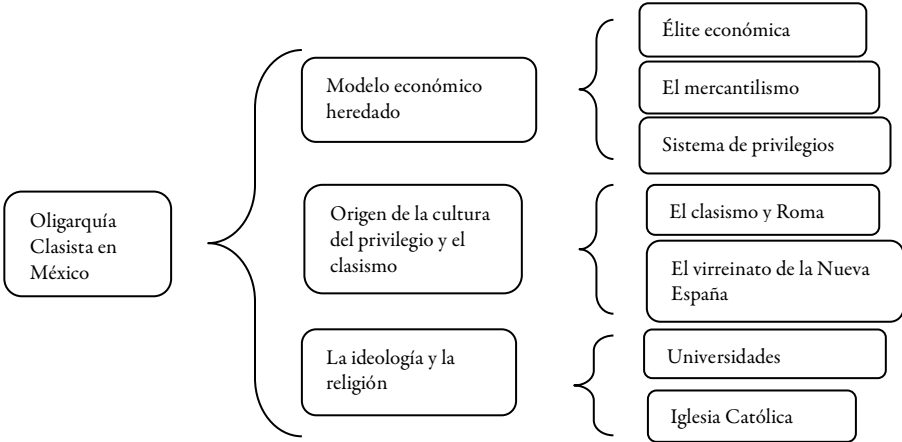 Oligarquía
Clasista en
México
Modelo económico
heredado
Élite económica
El mercantilismo
Sistema de privilegios
Origen de la cultura
del privilegio y el
clasismo
El clasismo y Roma
El virreinato de la Nueva
España
La ideología y la
religión
Universidades
Iglesia Católica